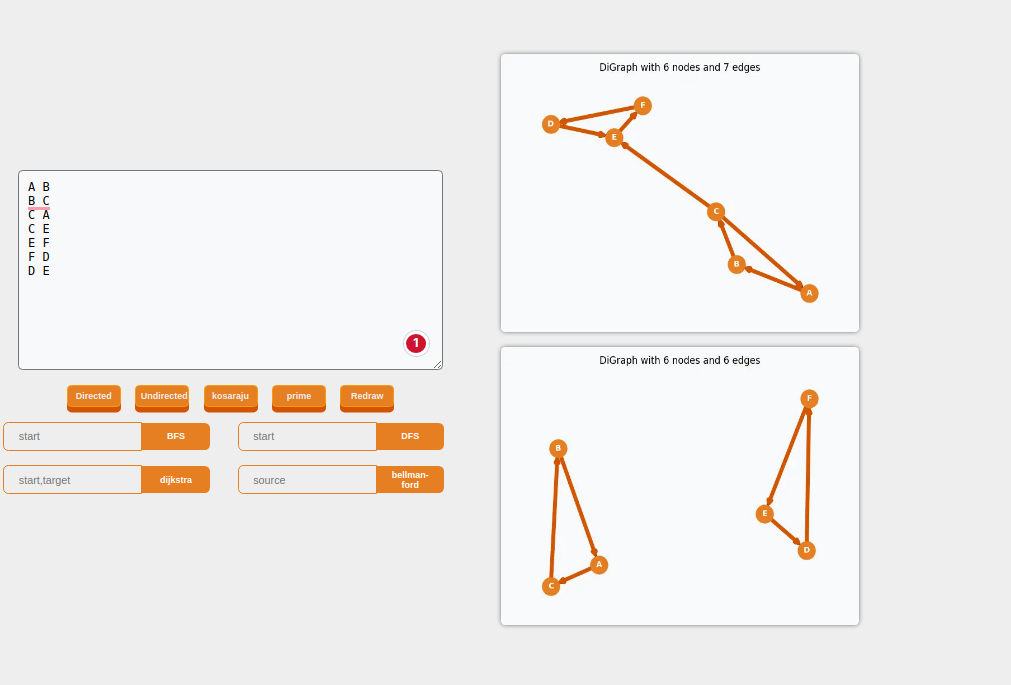 A B
B C
C A
C E
E F
F D
D E
1
Directed
Undirected
kosaraju
prime
Redraw
start
BFS
start
DFS
start,target
dijkstra
source
bellman-
ford
DiGraph with 6 nodes and 7 edges
F
D
E
C
B
A
DiGraph with 6 nodes and 6 edges
F
B
E
D
A
C